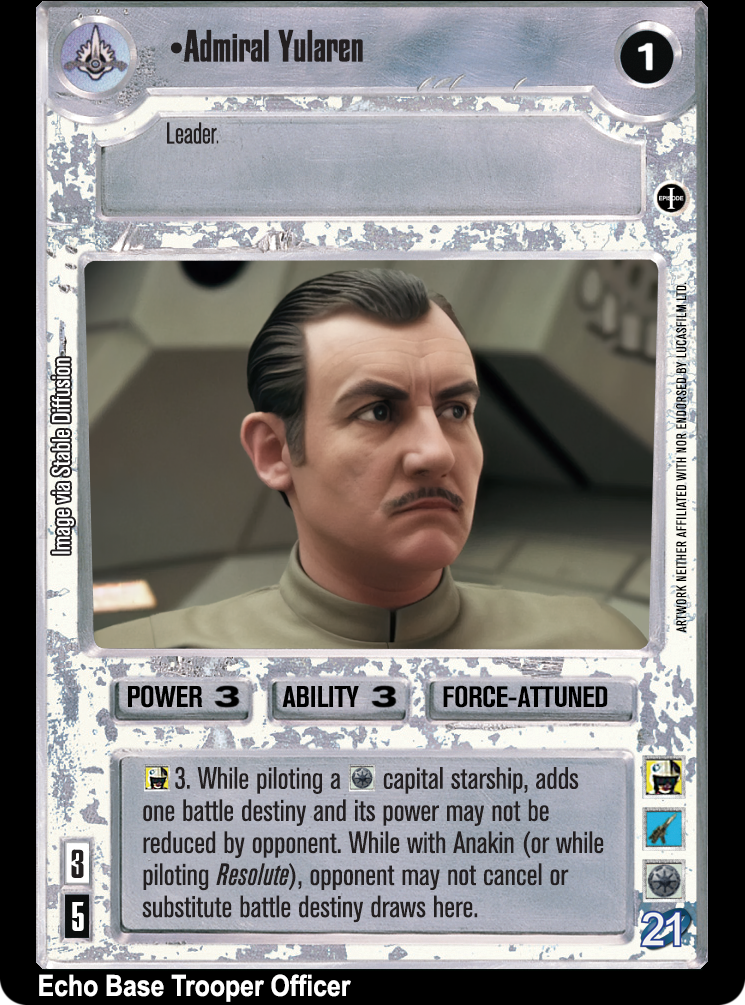 •Admiral Yularen
1
Leader.
EPISODE
I
Image via Stable Diffusion
ARTWORK NEITHER AFFILIATED WITH NOR ENDORSED BY LUCASFILM LTD.
POWER 3
ABILITY 3
FORCE-ATTUNED
3. While piloting a capital starship, adds
one battle destiny and its power may not be
reduced by opponent. While with Anakin (or while
piloting Resolute), opponent may not cancel or
substitute battle destiny draws here.
3
5
21
Echo Base Trooper Officer